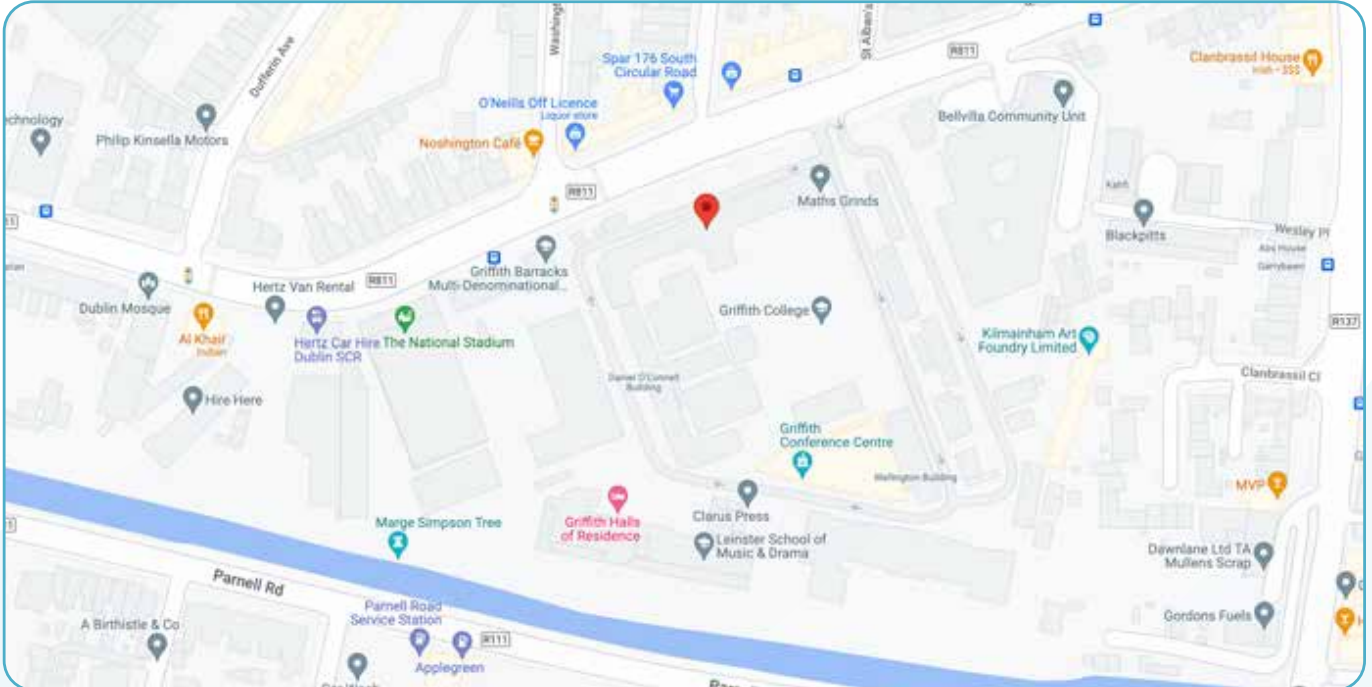 Washingt
St Alban's
R811
Clanbrassil House
Irish • $$$
Dufferin Ave
Spar 176 South
Circular Road
O'Neills Off Licence
Liquor store
chnology
Philip Kinsella Motors
Noshington Café
Bellvilla Community Unit
R811
Maths Grinds
Blackpitts
Wesley Pl
Garrybawn
Griffith Barracks
Multi-Denominational...
Dublin Mosque
Hertz Van Rental
R811
Griffith College
Al Khair
Indian
Hertz Car Hire
Dublin SCR
The National Stadium
Kilmainham Art
Foundry Limited
R137
Clanbrassil Cl
Daniel O'Connell
Building
Hire Here
Griffith
Conference Centre
Wellington Building
MVP
Marge Simpson Tree
Griffith Halls
of Residence
Clarus Press
Leinster School of
Music & Drama
Dawnlane Ltd TA
Mullens Scrap
Parnell Rd
Parnell Road
Service Station
R111
Applegreen
A Birthistle & Co
Gordons Fuels